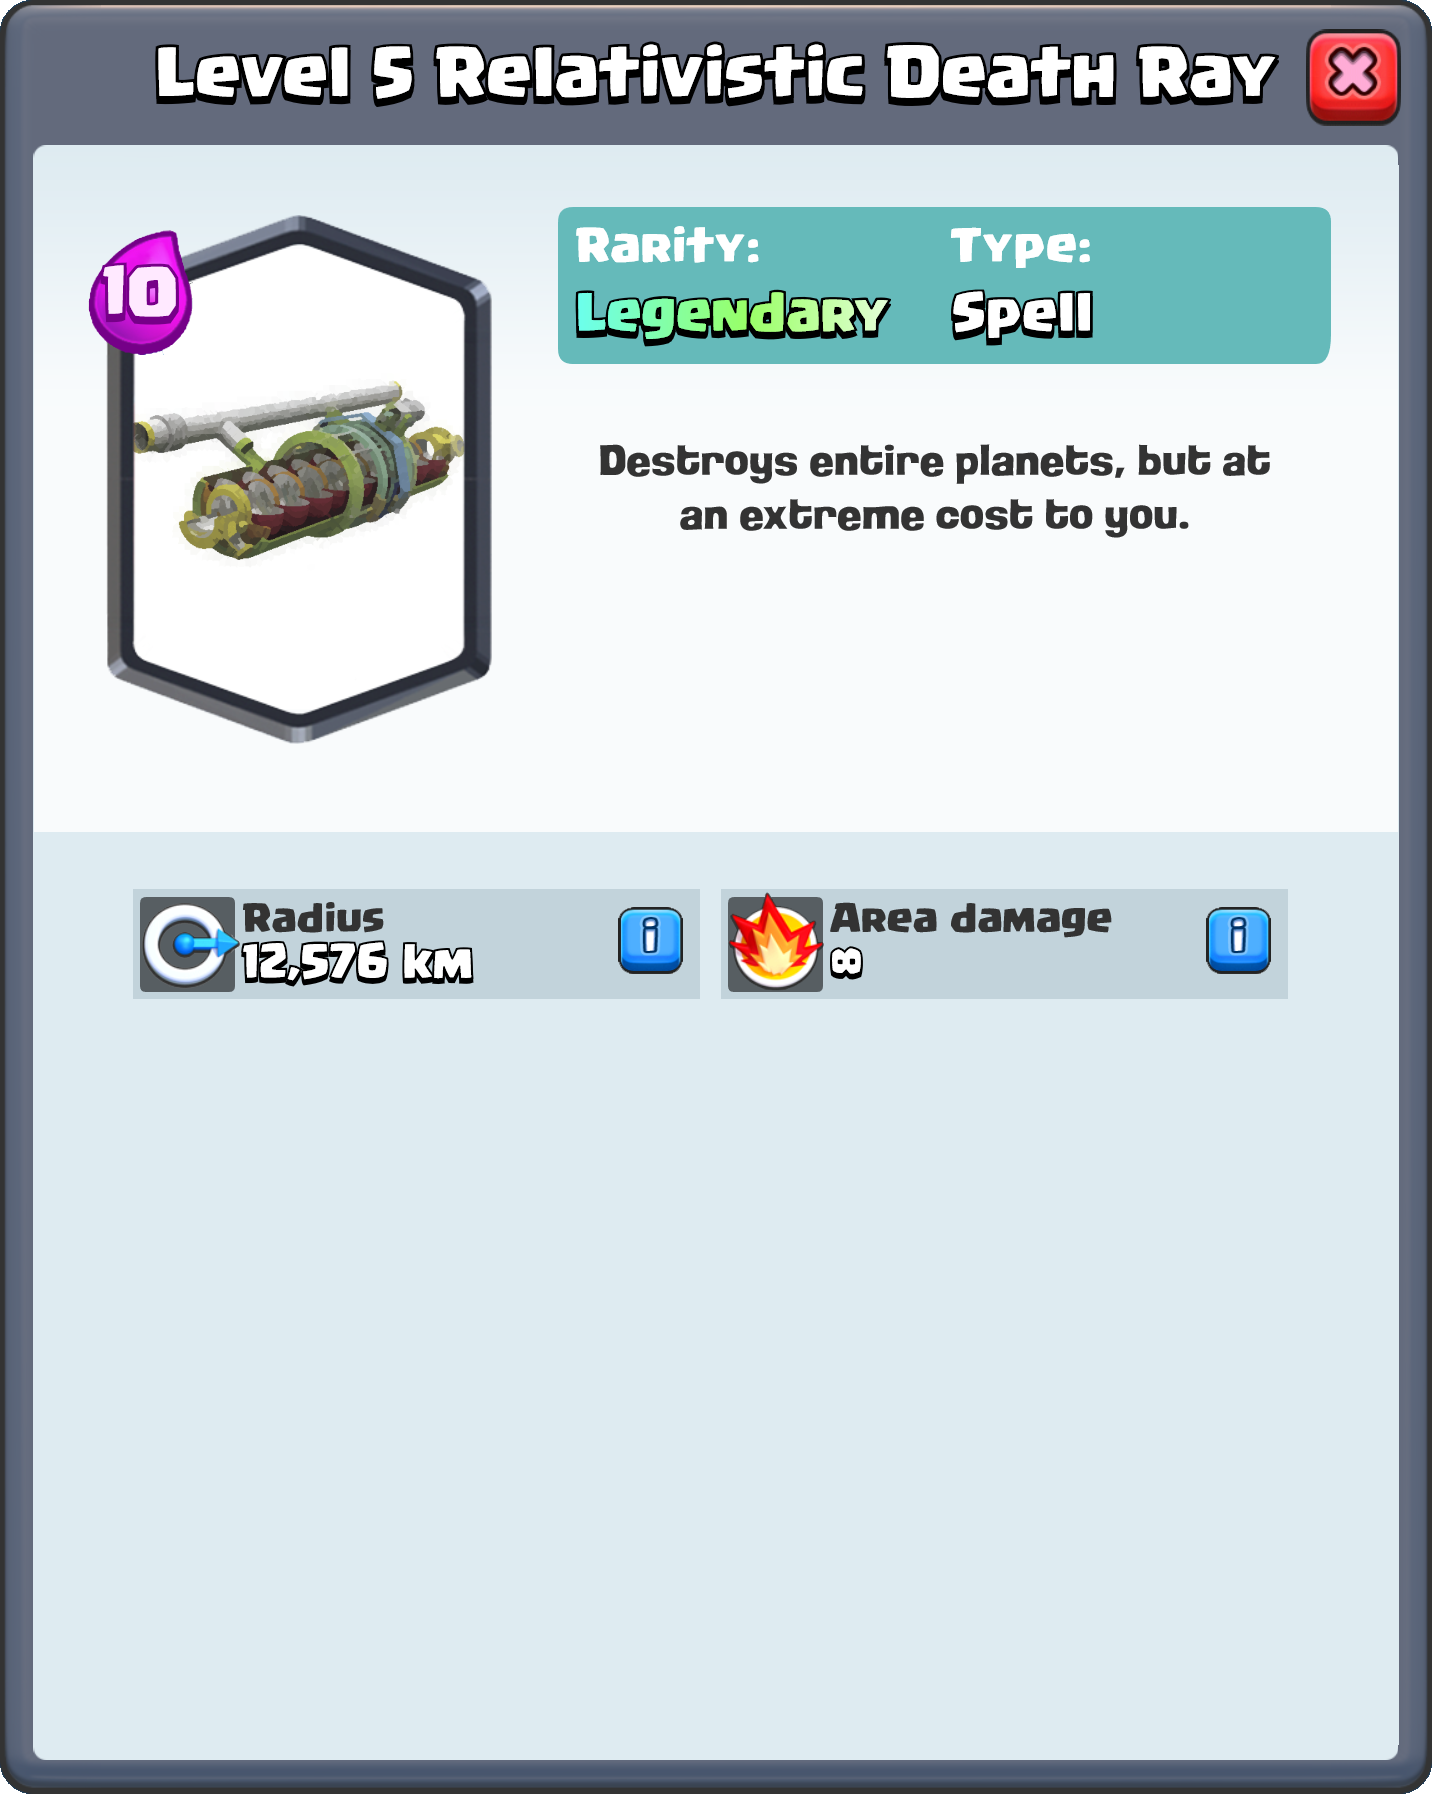 Level 5 Relativistic Death Ray
10
Rarity: Type:
Legendary Spell
Destroys entire planets, but at
an extreme cost to you.
Radius
12,576 km
Area damage
∞